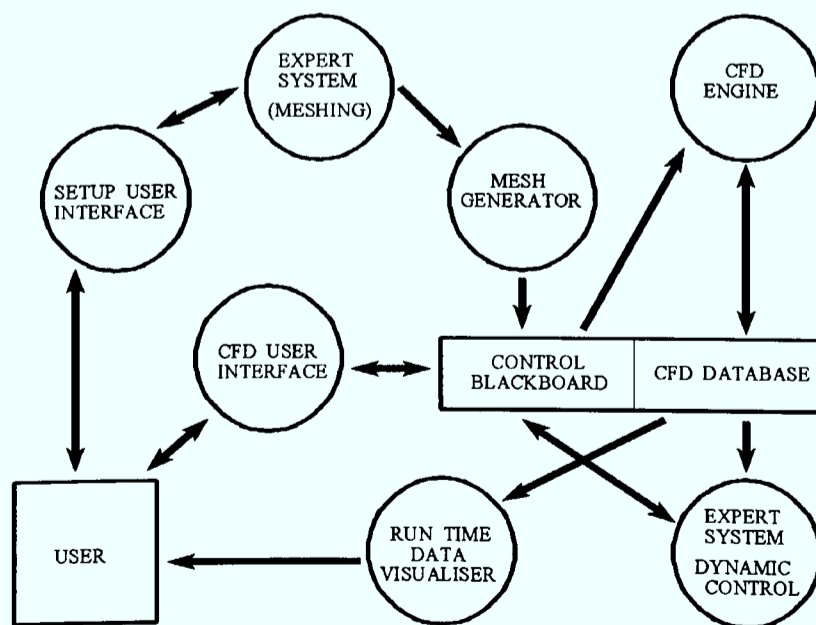 EXPERT
SYSTEM
(MESHING)
CFD
ENGINE
SETUP USER
INTERFACE
MESH
GENERATOR
CFD USER
INTERFACE
CONTROL
BLACKBOARD
CFD DATABASE
USER
RUN TIME
DATA
VISUALISER
EXPERT
SYSTEM
DYNAMIC
CONTROL